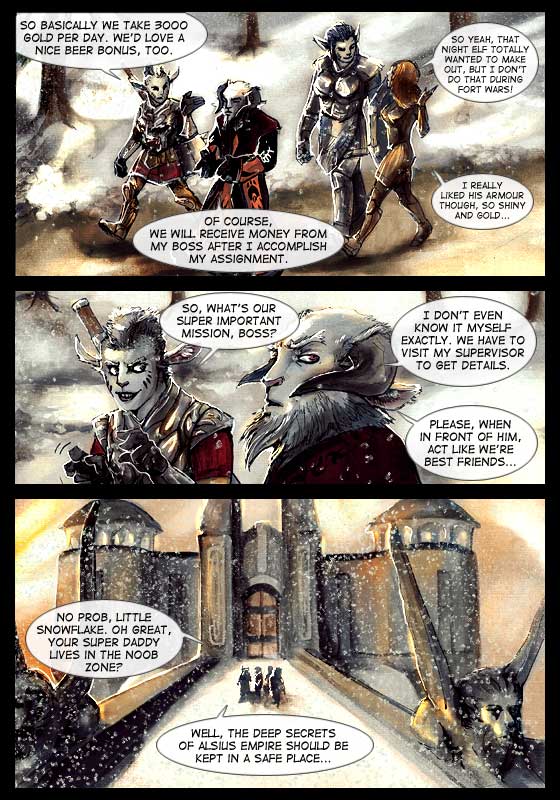 SO BASICALLY WE TAKE 3000
GOLD PER DAY. WE'D LOVE A
NICE BEER BONUS, TOO.
SO YEAH, THAT
NIGHT ELF TOTALLY
WANTED TO MAKE
OUT, BUT I DON'T
DO THAT DURING
FORT WARS!
I REALLY
LIKED HIS ARMOUR
THOUGH, SO SHINY
AND GOLD...
OF COURSE,
WE WILL RECEIVE MONEY FROM
MY BOSS AFTER I ACCOMPLISH
MY ASSIGNMENT.
SO, WHAT'S OUR
SUPER IMPORTANT
MISSION, BOSS?
I DON'T EVEN
KNOW IT MYSELF
EXACTLY. WE HAVE TO
VISIT MY SUPERVISOR
TO GET DETAILS.
PLEASE, WHEN
IN FRONT OF HIM,
ACT LIKE WE'RE
BEST FRIENDS...
NO PROB, LITTLE
SNOWFLAKE. OH GREAT,
YOUR SUPER DADDY
LIVES IN THE NOOB
ZONE?
WELL, THE DEEP SECRETS
OF ALSIUS EMPIRE SHOULD BE
KEPT IN A SAFE PLACE...